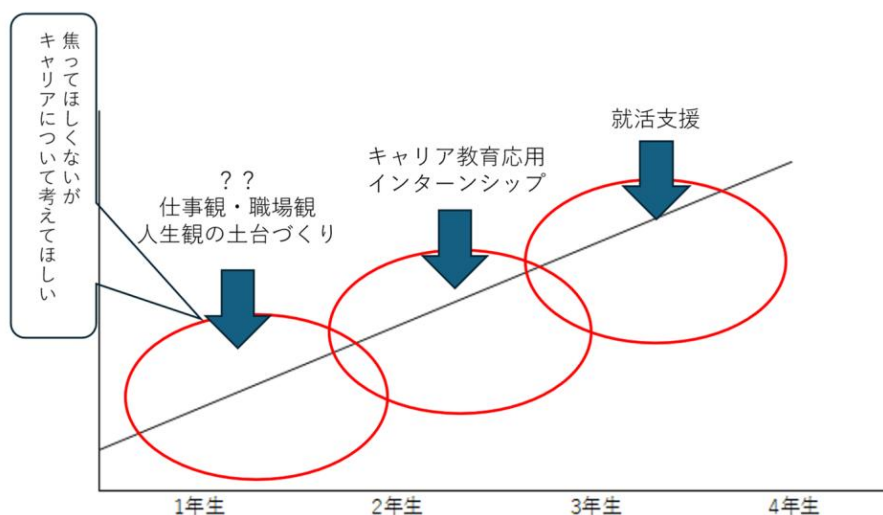 焦ってほしくないが
キャリアについて考えてほしい
??
仕事観・職場観
人生観の土台づくり
キャリア教育応用
インターンシップ
就活支援
1年生
2年生
3年生
4年生